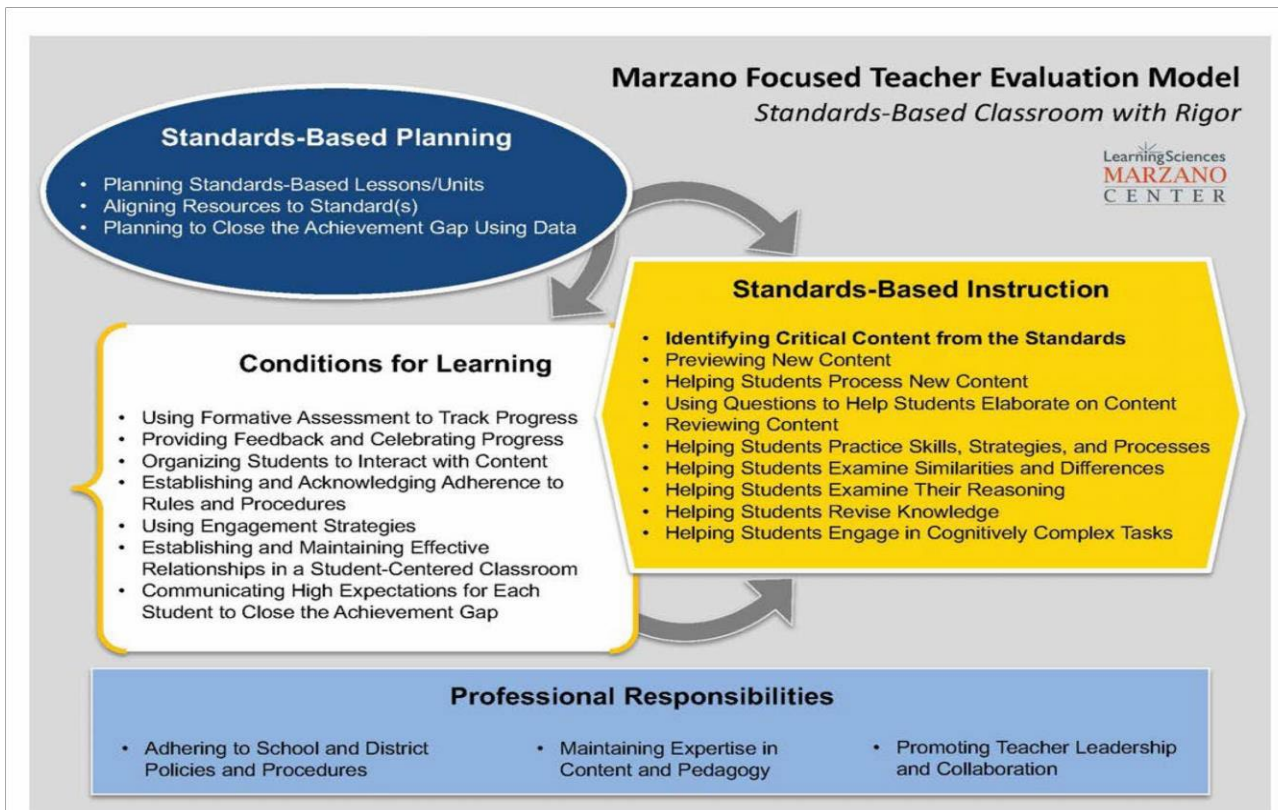 Marzano Focused Teacher Evaluation Model
Standards-Based Classroom with Rigor
LearningSciences
MARZANO
CENTER
Standards-Based Planning
• Planning Standards-Based Lessons/Units
• Aligning Resources to Standard(s)
• Planning to Close the Achievement Gap Using Data
Standards-Based Instruction
• Identifying Critical Content from the Standards
• Previewing New Content
• Helping Students Process New Content
• Using Questions to Help Students Elaborate on Content
• Reviewing Content
• Helping Students Practice Skills, Strategies, and Processes
• Helping Students Examine Similarities and Differences
• Helping Students Examine Their Reasoning
• Helping Students Revise Knowledge
• Helping Students Engage in Cognitively Complex Tasks
Conditions for Learning
• Using Formative Assessment to Track Progress
• Providing Feedback and Celebrating Progress
• Organizing Students to Interact with Content
• Establishing and Acknowledging Adherence to
Rules and Procedures
• Using Engagement Strategies
• Establishing and Maintaining Effective
Relationships in a Student-Centered Classroom
• Communicating High Expectations for Each
Student to Close the Achievement Gap
Professional Responsibilities
• Adhering to School and District
Policies and Procedures
• Maintaining Expertise in
Content and Pedagogy
• Promoting Teacher Leadership
and Collaboration